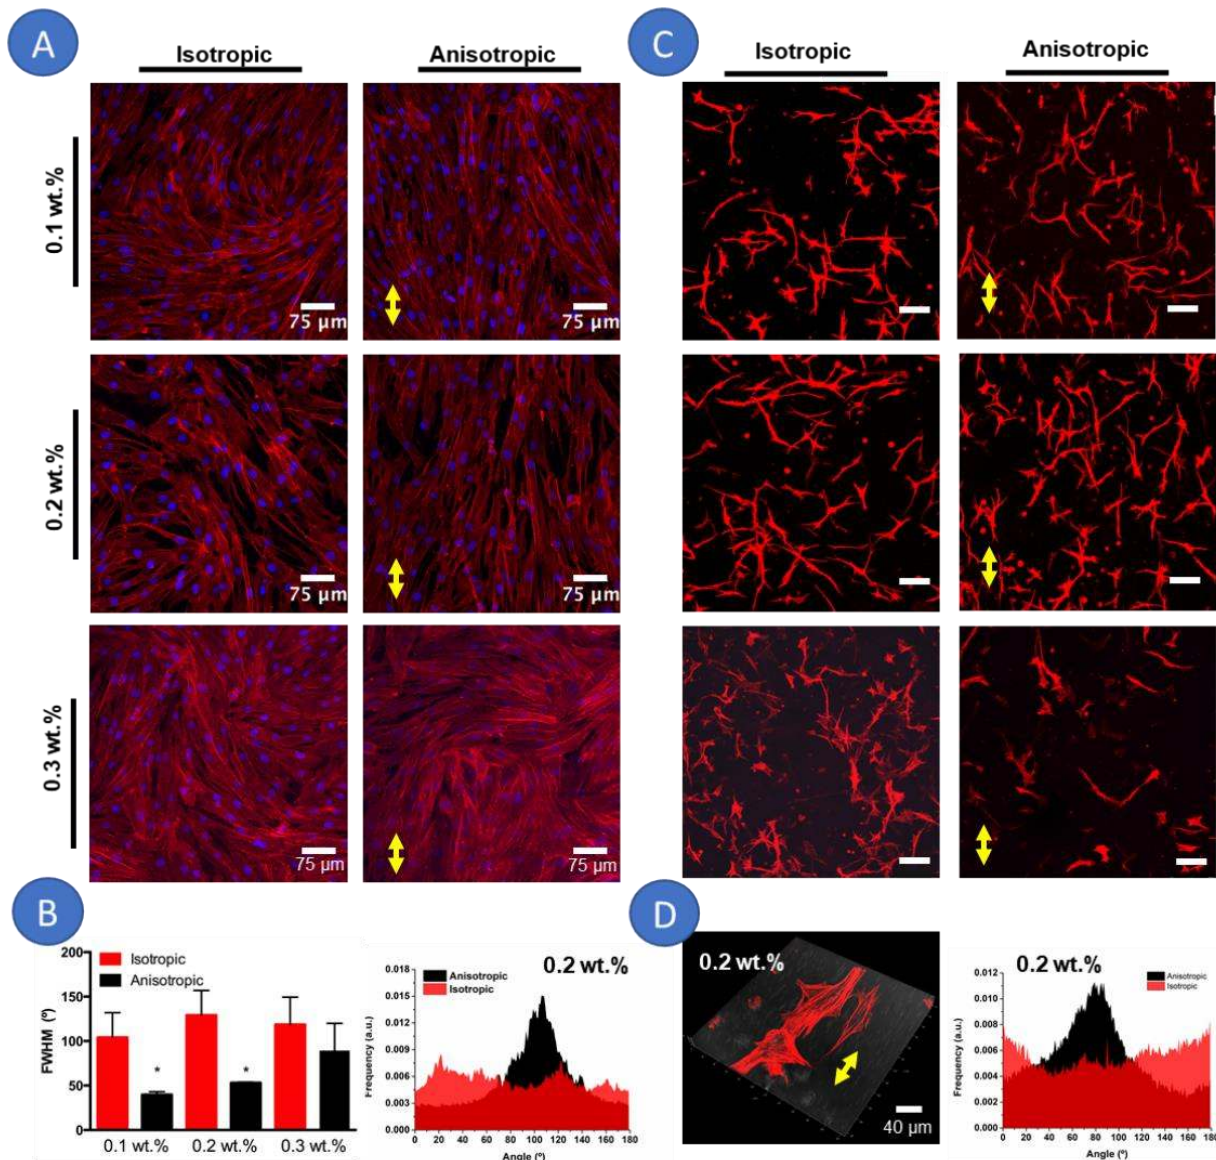 A
Isotropic
Anisotropic
0.1 wt.%
75 µm
75 µm
0.2 wt.%
75 µm
75 µm
0.3 wt.%
75 µm
75 µm
C
Isotropic
Anisotropic
B
200
150
100
50
0
FWHM (º)
Isotropic
Anisotropic
*
*
0.1 wt.%
0.2 wt.%
0.3 wt.%
0.2 wt.%
Anisotropic
Isotropic
Frequency (a.u.)
0.018
0.015
0.012
0.009
0.006
0.003
0.000
0 20 40 60 80 100 120 140 160 180
Angle (º)
D
0.2 wt.%
40 µm
0.2 wt.%
Anisotropic
Isotropic
Frequency (a.u.)
0.012
0.010
0.008
0.006
0.004
0.002
0.000
0 20 40 60 80 100 120 140 160 180
Angle (º)